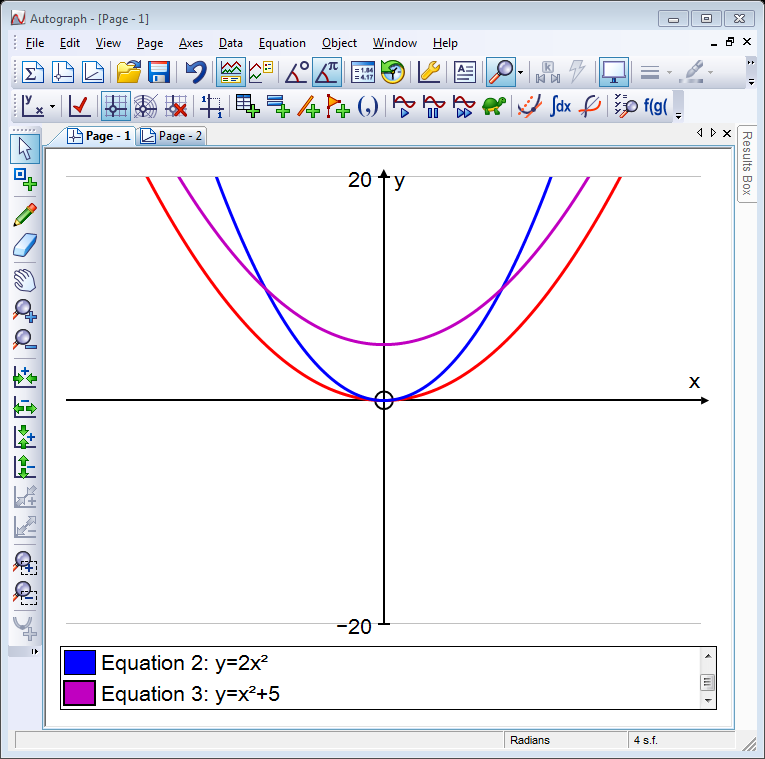 Autograph - [Page - 1]
File Edit View Page Axes Data Equation Object Window Help
Page - 1 Page - 2
Results Box
20 y
x
−20
Equation 2: y=2x²
Equation 3: y=x²+5
Radians 4 s.f.